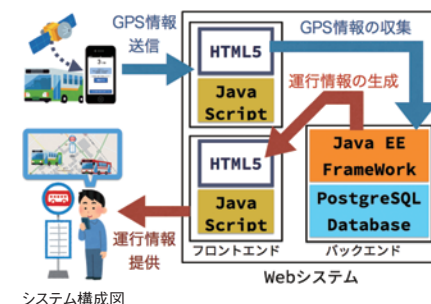 GPS情報
送信
GPS情報の収集
HTML5
Java
Script
運行情報の生成
HTML5
Java
Script
Java EE
FrameWork
PostgreSQL
Database
運行情報
提供
フロントエンド
バックエンド
Webシステム
システム構成図